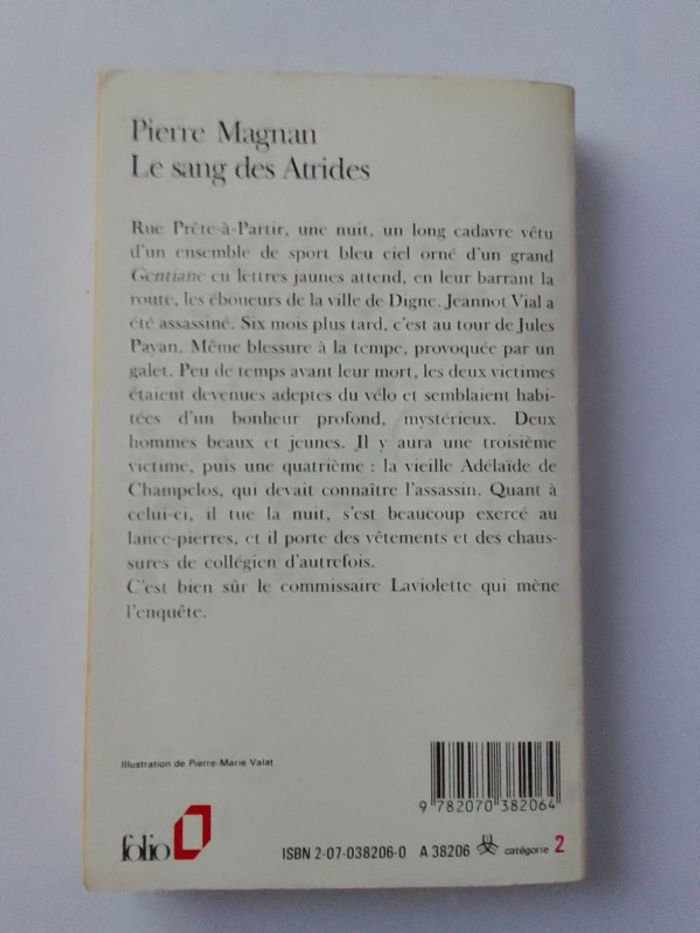 Pierre Magnan
Le sang des Atrides
Rue Prête-à-Partir, une nuit, un long cadavre vêtu
d'un ensemble de sport bleu ciel orné d'un grand
Gentiane en lettres jaunes attend, en leur barrant la
route, les éboueurs de la ville de Digne. Jeannot Vial a
été assassiné. Six mois plus tard, c'est au tour de Jules
Payan. Même blessure à la tempe, provoquée par un
galet. Peu de temps avant leur mort, les deux victimes
étaient devenues adeptes du vélo et semblaient habi-
tées d'un bonheur profond, mystérieux. Deux
hommes beaux et jeunes. Il y aura une troisième
victime, puis une quatrième : la vieille Adélaïde de
Champclos, qui devait connaître l'assassin. Quant à
celui-ci, il tue la nuit, s'est beaucoup exercé au
lance-pierres, et il porte des vêtements et des chaus-
sures de collégien d'autrefois.
C'est bien sûr le commissaire Laviolette qui mène
l'enquête.
Illustration de Pierre-Marie Valat
9 782070 382064
folio
ISBN 2-07-038206-0 A 38206 catégorie 2